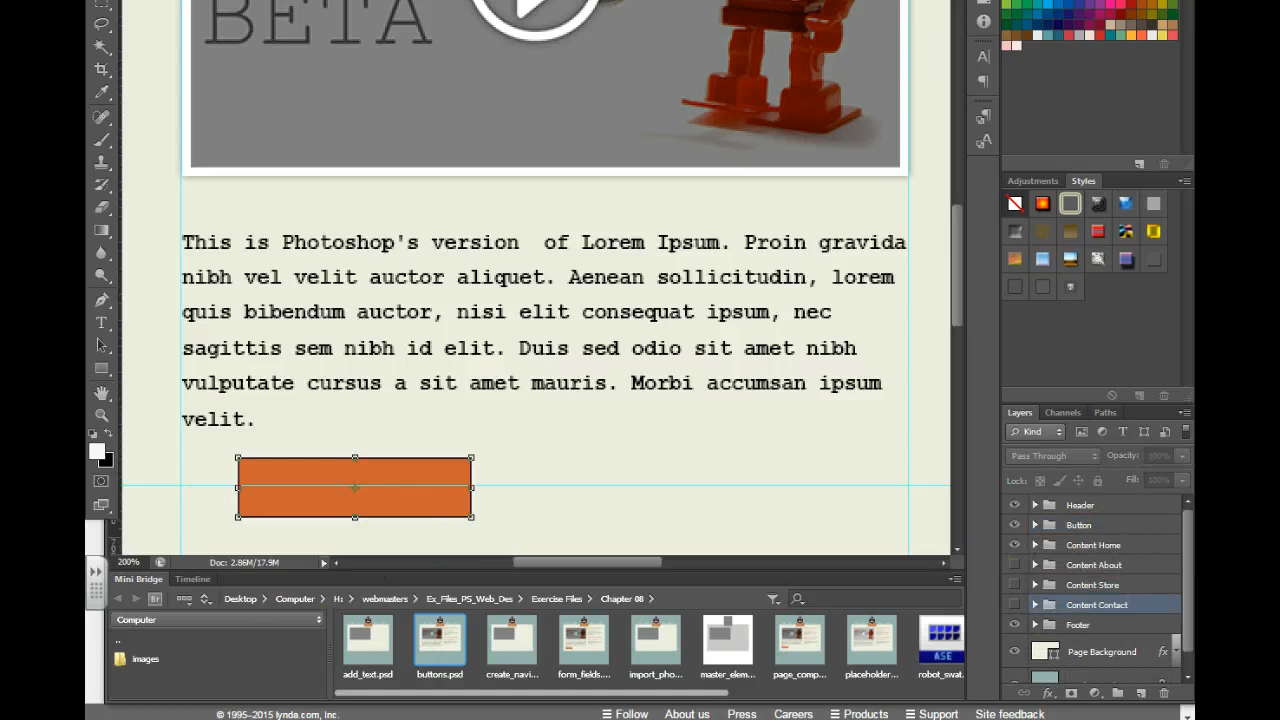 BETA
This is Photoshop's version  of Lorem Ipsum. Proin gravida
nibh vel velit auctor aliquet. Aenean sollicitudin, lorem
quis bibendum auctor, nisi elit consequat ipsum, nec
sagittis sem nibh id elit. Duis sed odio sit amet nibh
vulputate cursus a sit amet mauris. Morbi accumsan ipsum
velit.
200% Doc: 2.86M/17.9M
Mini Bridge Timeline
Br Desktop Computer H: webmasters Ex_Files_PS_Web_Des Exercise Files Chapter 08
Computer
..
images
add_text.psd buttons.psd create_navi... form_fields.... import_pho... master_elem... page_comp... placeholder... robot_swat...
ASE
Adjustments Styles
Layers Channels Paths
Kind
Pass Through Opacity: 100%
Lock: Fill: 100%
Header
Button
Content Home
Content About
Content Store
Content Contact
Footer
Page Background fx
fx
© 1995–2015 lynda.com, Inc. Follow About us Press Careers Products Support Site feedback